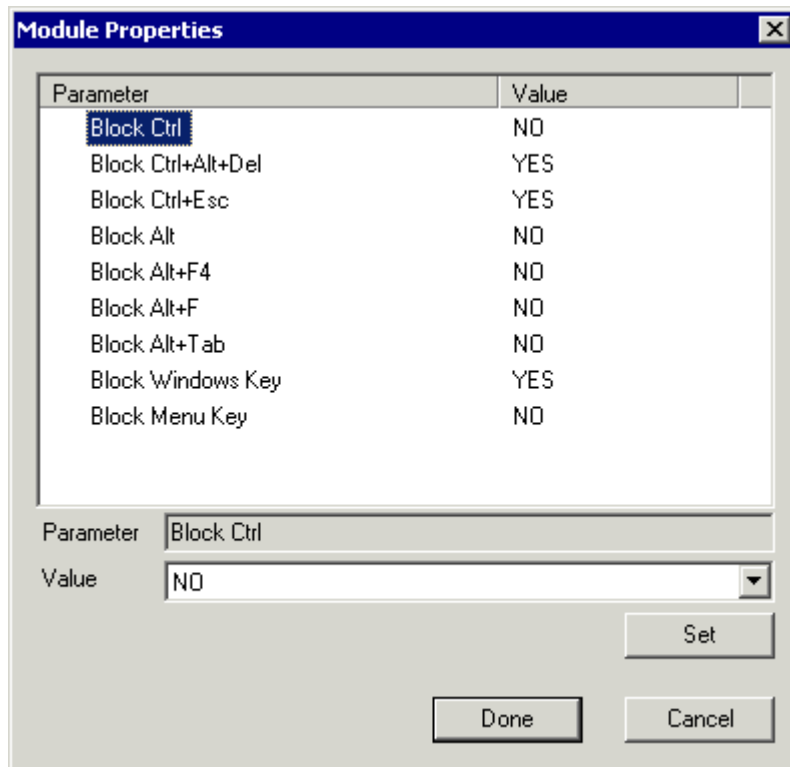 Module Properties
Parameter Value
Block Ctrl NO
Block Ctrl+Alt+Del YES
Block Ctrl+Esc YES
Block Alt NO
Block Alt+F4 NO
Block Alt+F NO
Block Alt+Tab NO
Block Windows Key YES
Block Menu Key NO
Parameter Block Ctrl
Value NO
Set
Done Cancel